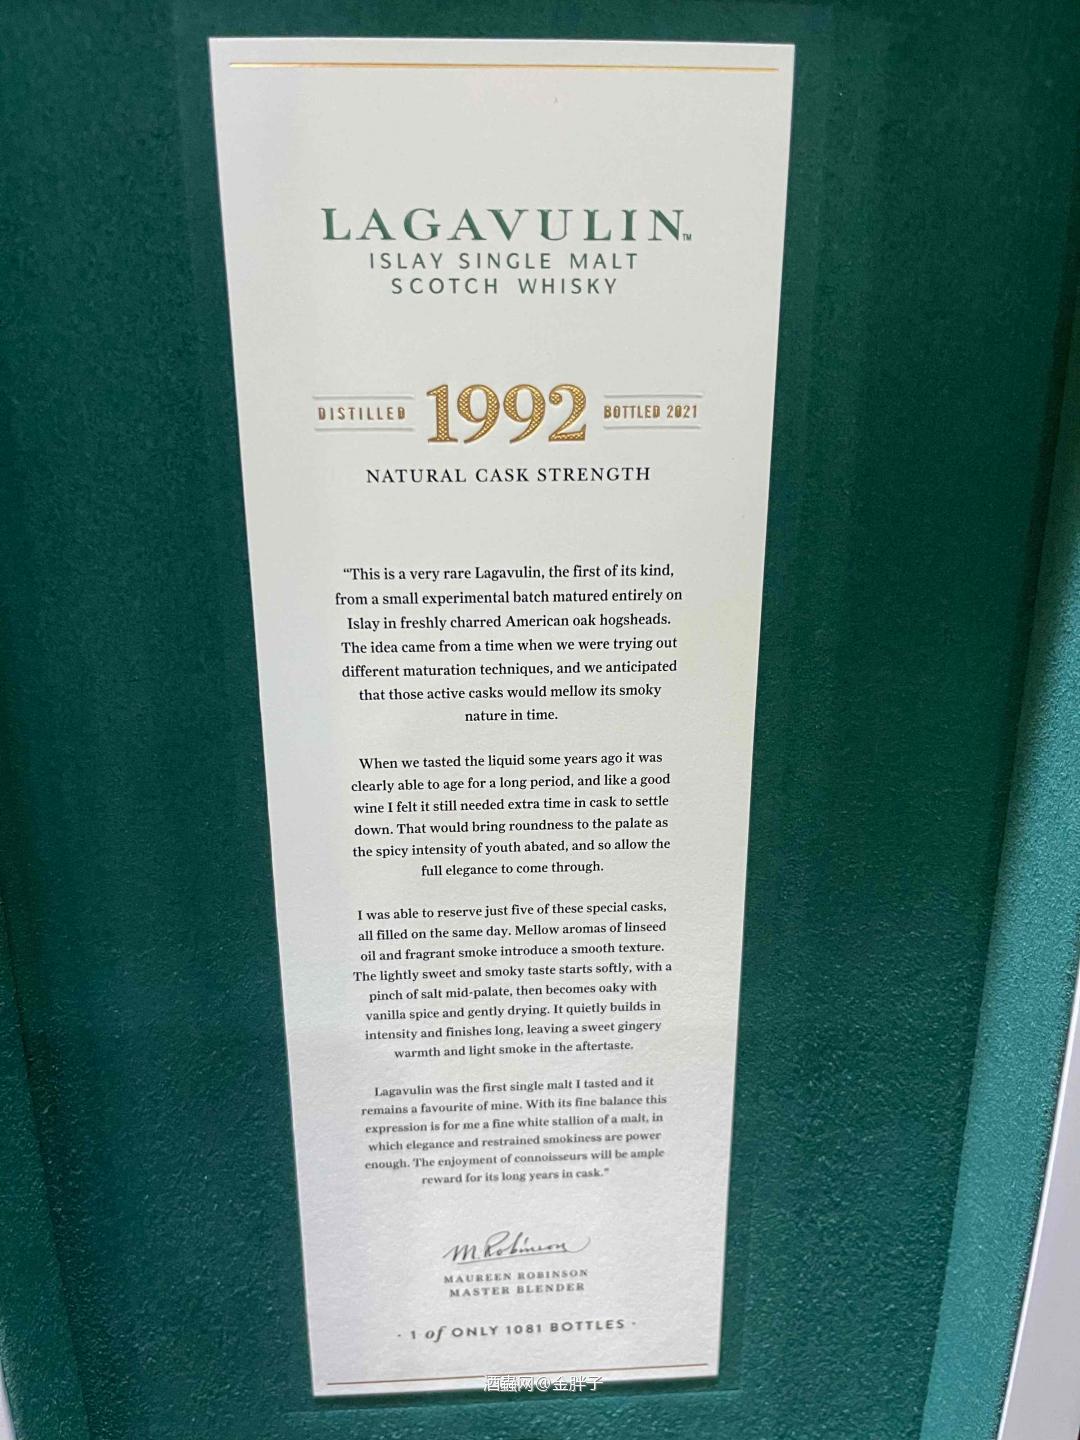 LAGAVULIN™
ISLAY SINGLE MALT
SCOTCH WHISKY
DISTILLED 1992 BOTTLED 2021
NATURAL CASK STRENGTH
“This is a very rare Lagavulin, the first of its kind,
from a small experimental batch matured entirely on
Islay in freshly charred American oak hogsheads.
The idea came from a time when we were trying out
different maturation techniques, and we anticipated
that those active casks would mellow its smoky
nature in time.
When we tasted the liquid some years ago it was
clearly able to age for a long period, and like a good
wine I felt it still needed extra time in cask to settle
down. That would bring roundness to the palate as
the spicy intensity of youth abated, and so allow the
full elegance to come through.
I was able to reserve just five of these special casks,
all filled on the same day. Mellow aromas of linseed
oil and fragrant smoke introduce a smooth texture.
The lightly sweet and smoky taste starts softly, with a
pinch of salt mid-palate, then becomes oaky with
vanilla spice and gently drying. It quietly builds in
intensity and finishes long, leaving a sweet gingery
warmth and light smoke in the aftertaste.
Lagavulin was the first single malt I tasted and it
remains a favourite of mine. With its fine balance this
expression is for me a fine white stallion of a malt, in
which elegance and restrained smokiness are power
enough. The enjoyment of connoisseurs will be ample
reward for its long years in cask.”
M. Robinson
MAUREEN ROBINSON
MASTER BLENDER
· 1 of ONLY 1081 BOTTLES ·
酒蟲网@金胖子